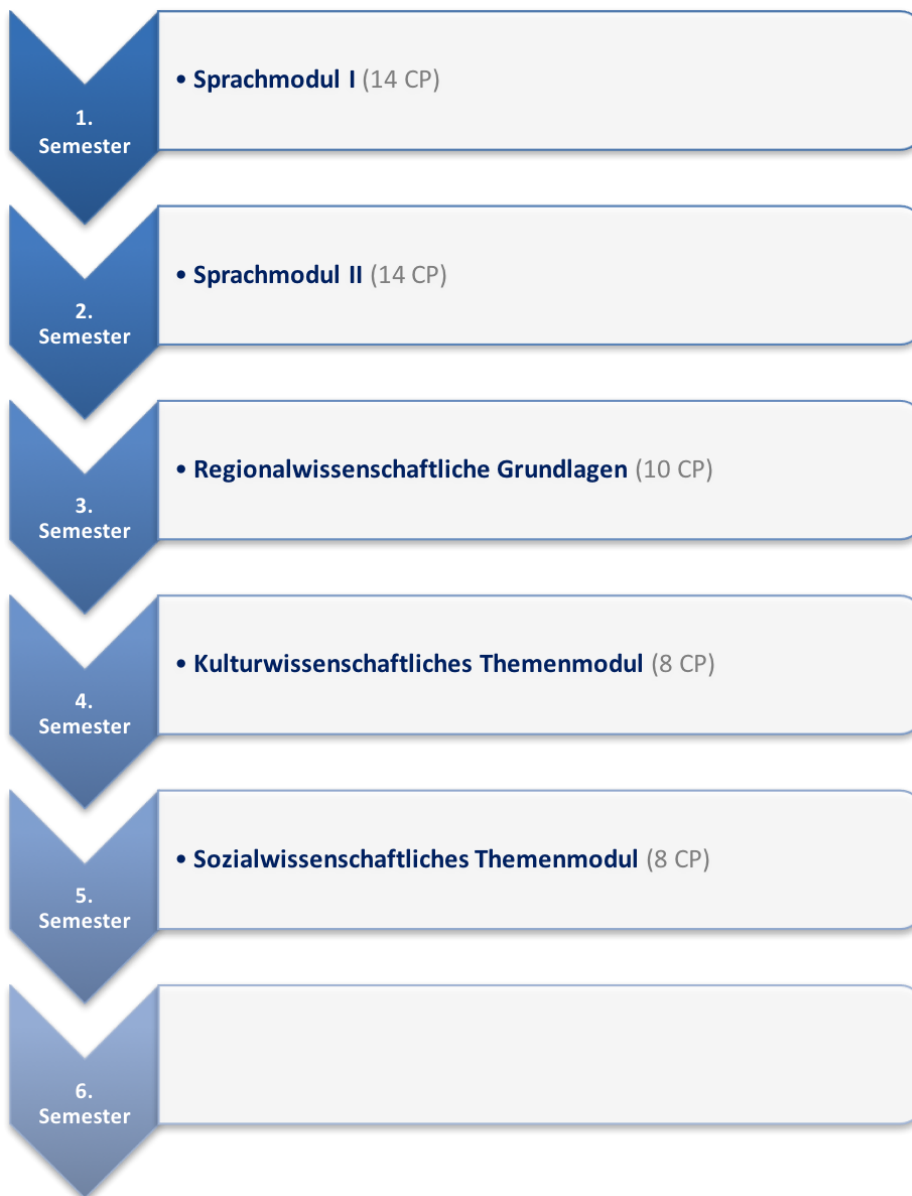 1.
Semester
• Sprachmodul I (14 CP)
2.
Semester
• Sprachmodul II (14 CP)
3.
Semester
• Regionalwissenschaftliche Grundlagen (10 CP)
4.
Semester
• Kulturwissenschaftliches Themenmodul (8 CP)
5.
Semester
• Sozialwissenschaftliches Themenmodul (8 CP)
6.
Semester